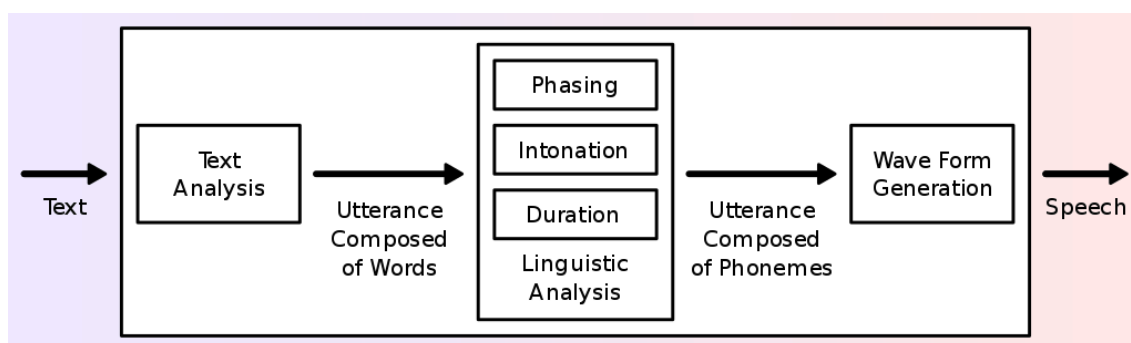 Text
Text
Analysis
Utterance
Composed
of Words
Phasing
Intonation
Duration
Linguistic
Analysis
Utterance
Composed
of Phonemes
Wave Form
Generation
Speech